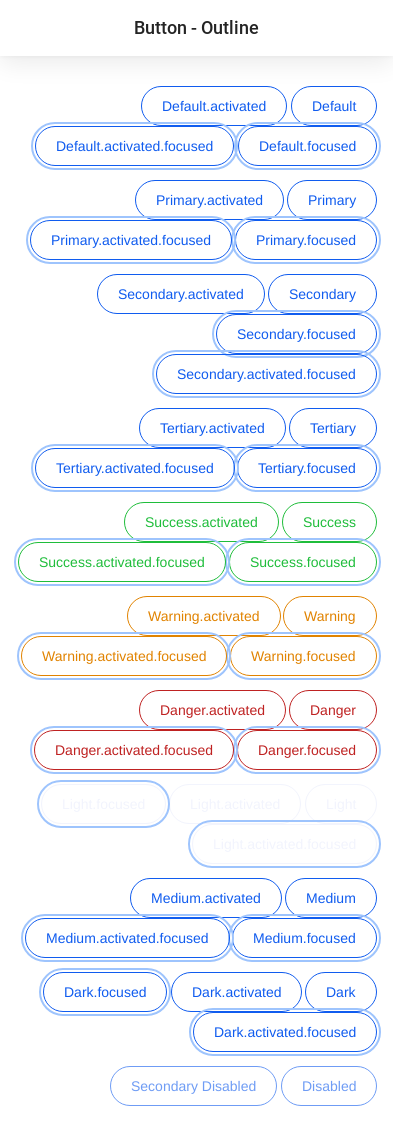 Button - Outline
Default.activated Default
Default.activated.focused Default.focused
Primary.activated Primary
Primary.activated.focused Primary.focused
Secondary.activated Secondary
Secondary.focused
Secondary.activated.focused
Tertiary.activated Tertiary
Tertiary.activated.focused Tertiary.focused
Success.activated Success
Success.activated.focused Success.focused
Warning.activated Warning
Warning.activated.focused Warning.focused
Danger.activated Danger
Danger.activated.focused Danger.focused
Light.focused Light.activated Light
Light.activated.focused
Medium.activated Medium
Medium.activated.focused Medium.focused
Dark.focused Dark.activated Dark
Dark.activated.focused
Secondary Disabled Disabled